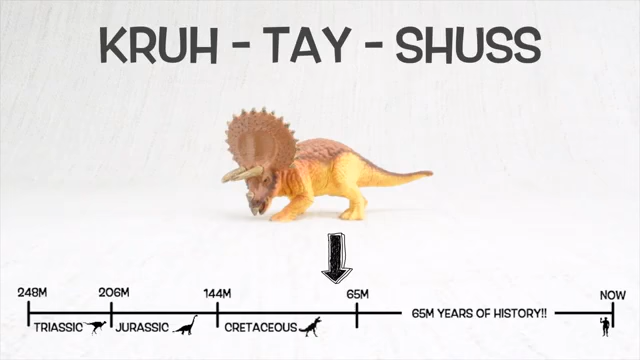 KRUH - TAY - SHUSS
248M 206M 144M 65M NOW
65M YEARS OF HISTORY!!
TRIASSIC JURASSIC CRETACEOUS